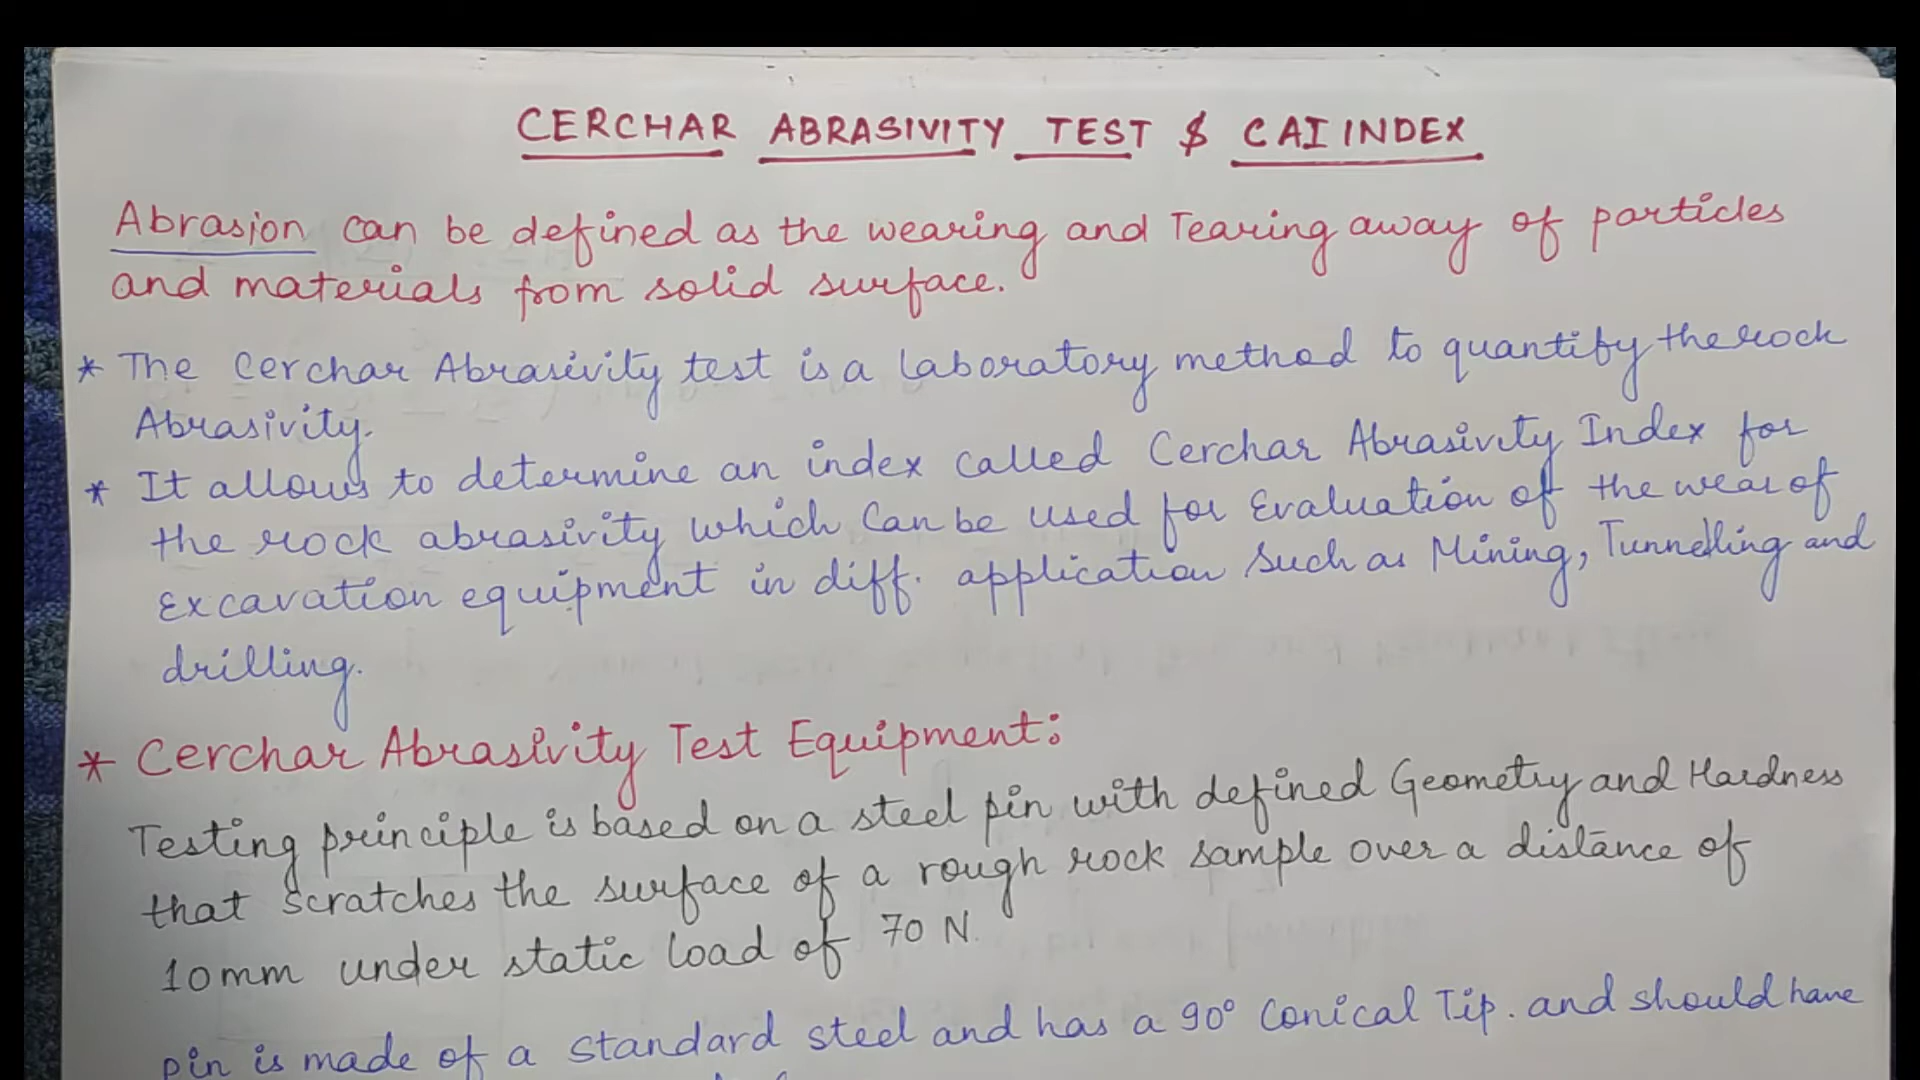 CERCHAR ABRASIVITY TEST & CAI INDEX
Abrasion can be defined as the wearing and Tearing away of particles
and materials from solid surface.
* The Cerchar Abrasivity test is a laboratory method to quantify the rock
Abrasivity.
* It allows to determine an index called Cerchar Abrasivity Index for
the rock abrasivity which can be used for Evaluation of the wear of
Excavation equipment in diff. application such as Mining, Tunnelling and
drilling.
* Cerchar Abrasivity Test Equipment:
Testing principle is based on a steel pin with defined Geometry and Hardness
that scratches the surface of a rough rock sample over a distance of
10mm under static load of 70 N.
pin is made of a standard steel and has a 90° Conical Tip. and should have